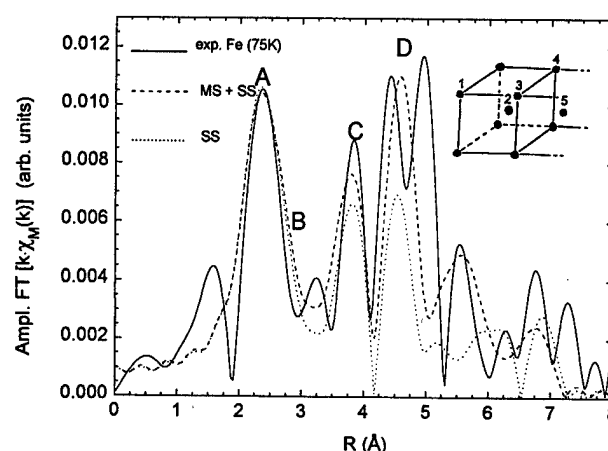 0.012
0.010
0.008
0.006
0.004
0.002
0.000
Ampl. FT [k·χM(k)] (arb. units)
exp. Fe (75K)
MS + SS
SS
A
B
C
D
1
2
3
4
5
0 1 2 3 4 5 6 7 8
R (Å)